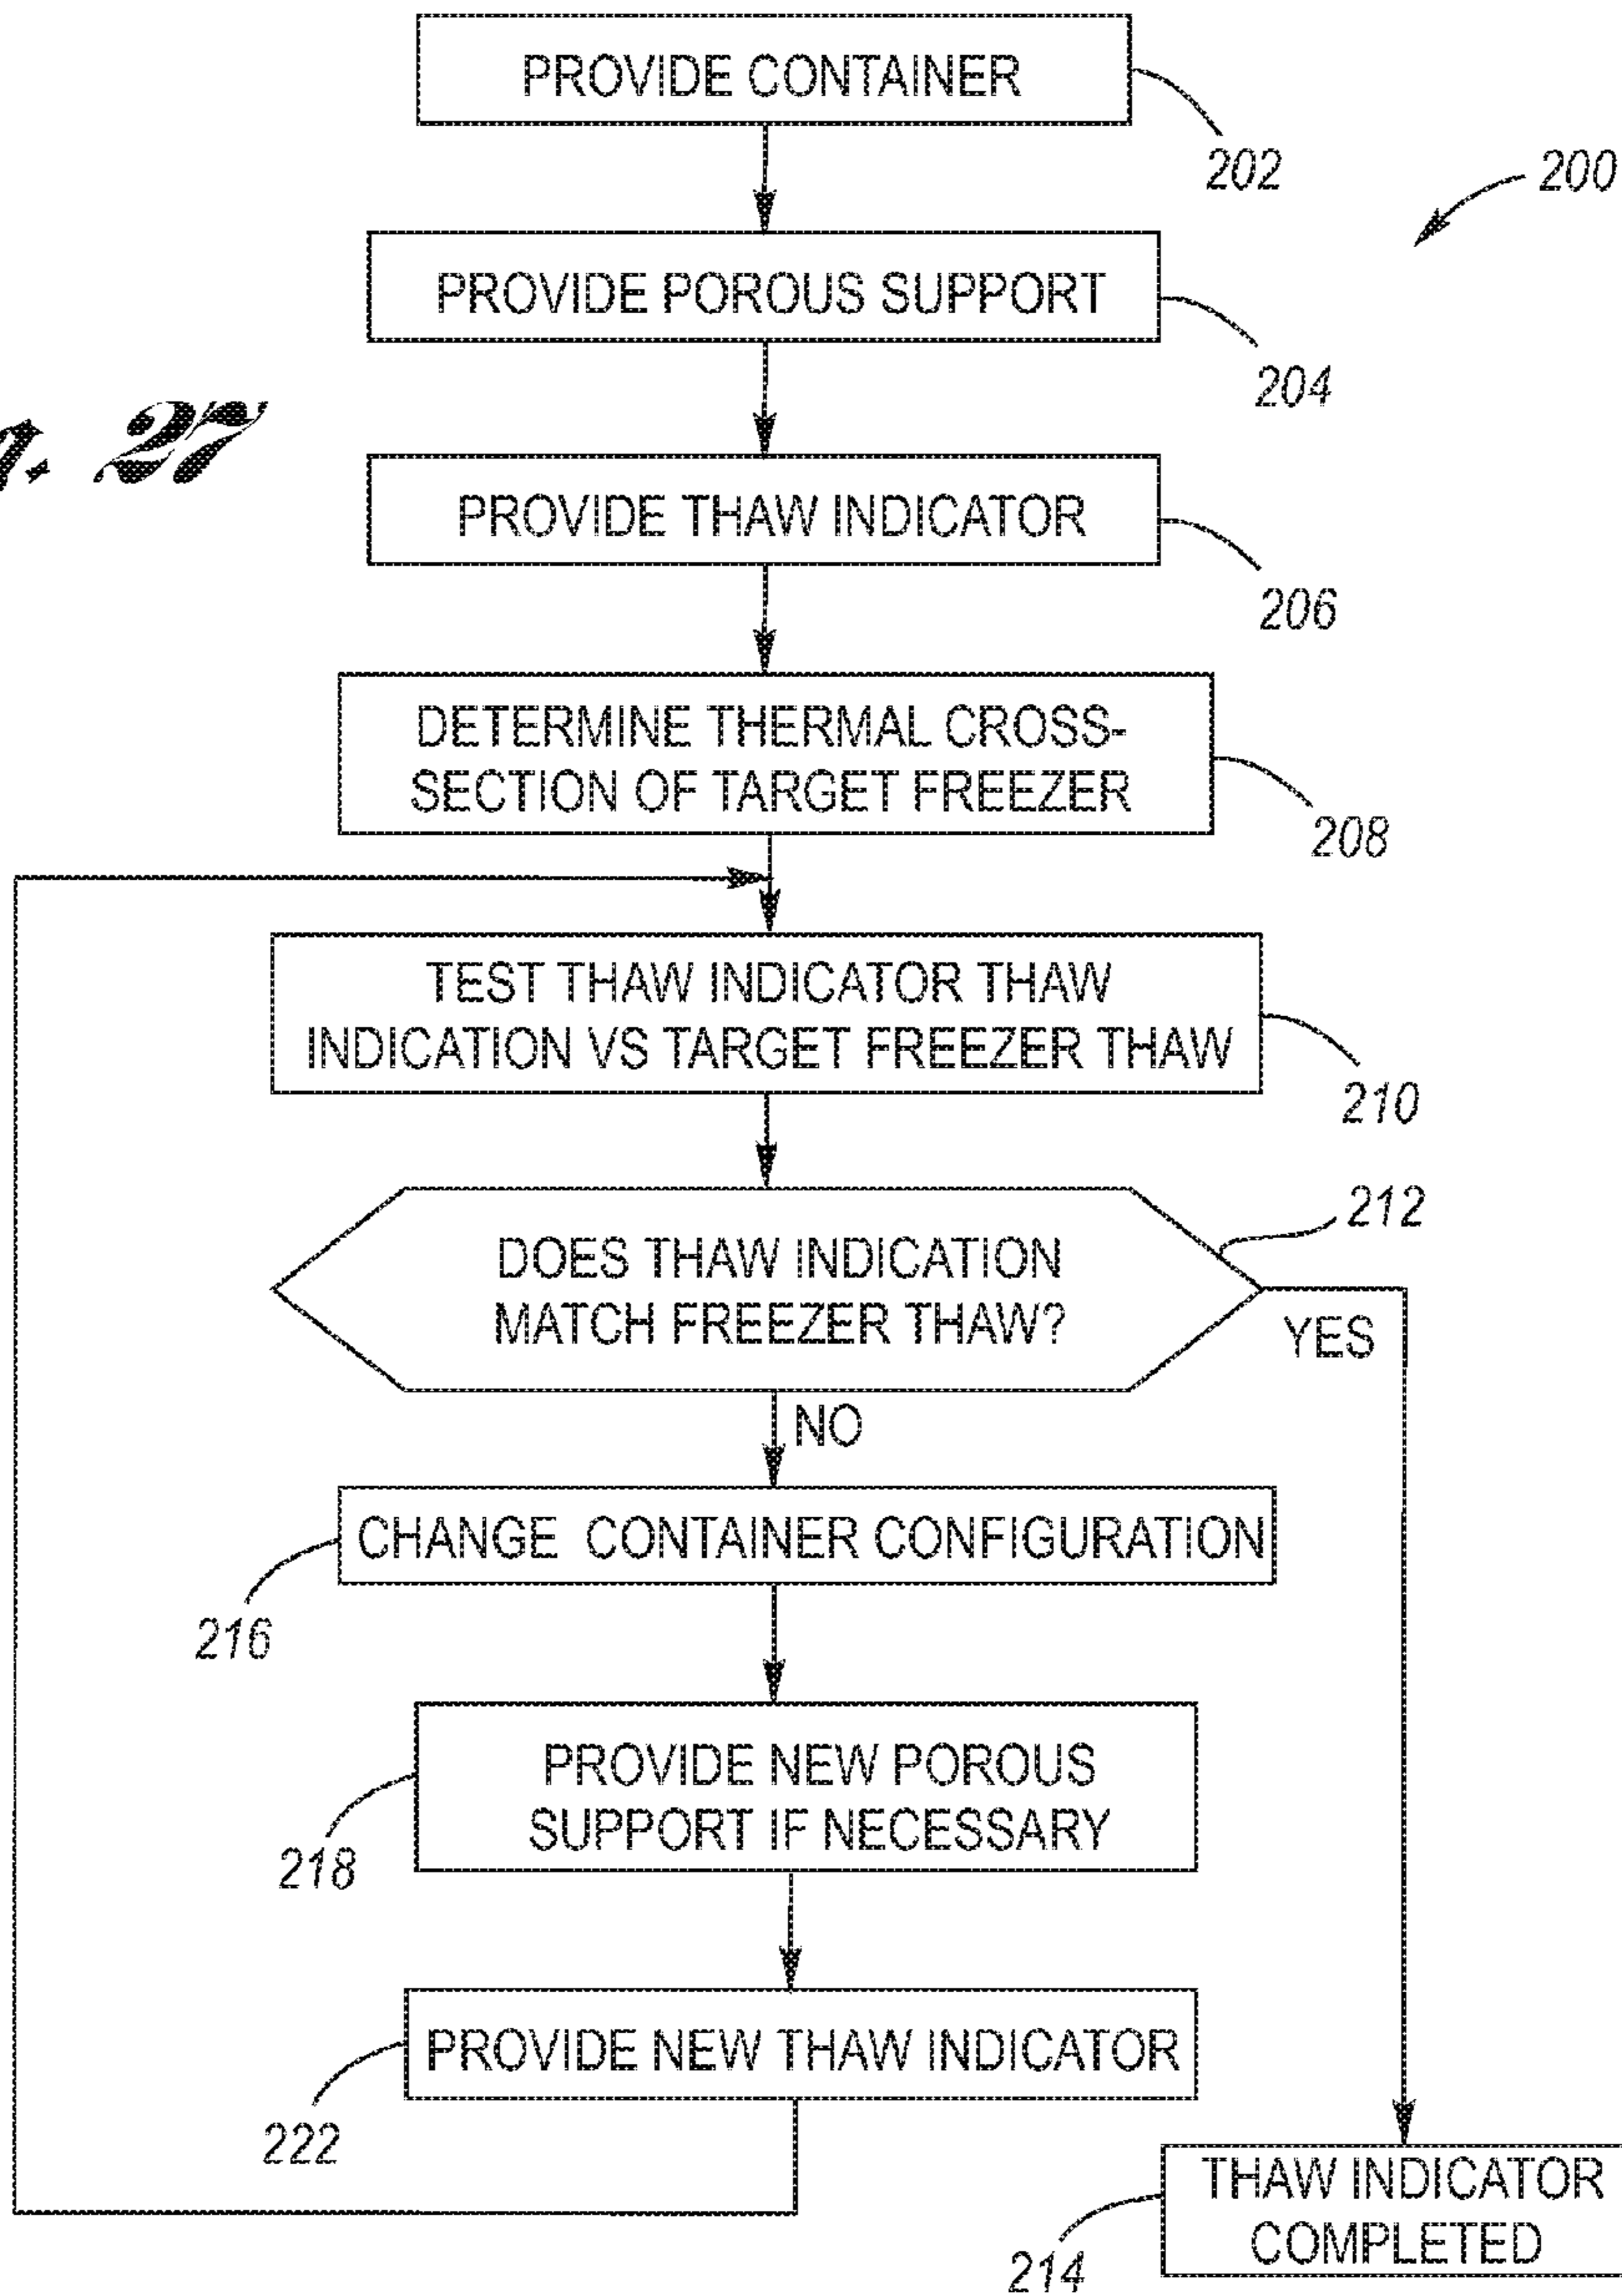 PROVIDE CONTAINER
202
200
PROVIDE POROUS SUPPORT
204
27
PROVIDE THAW INDICATOR
206
DETERMINE THERMAL CROSS-
SECTION OF TARGET FREEZER
208
TEST THAW INDICATOR THAW
INDICATION VS TARGET FREEZER THAW
210
212
DOES THAW INDICATION
MATCH FREEZER THAW?
YES
NO
CHANGE CONTAINER CONFIGURATION
216
PROVIDE NEW POROUS
SUPPORT IF NECESSARY
218
PROVIDE NEW THAW INDICATOR
222
THAW INDICATOR
COMPLETED
214